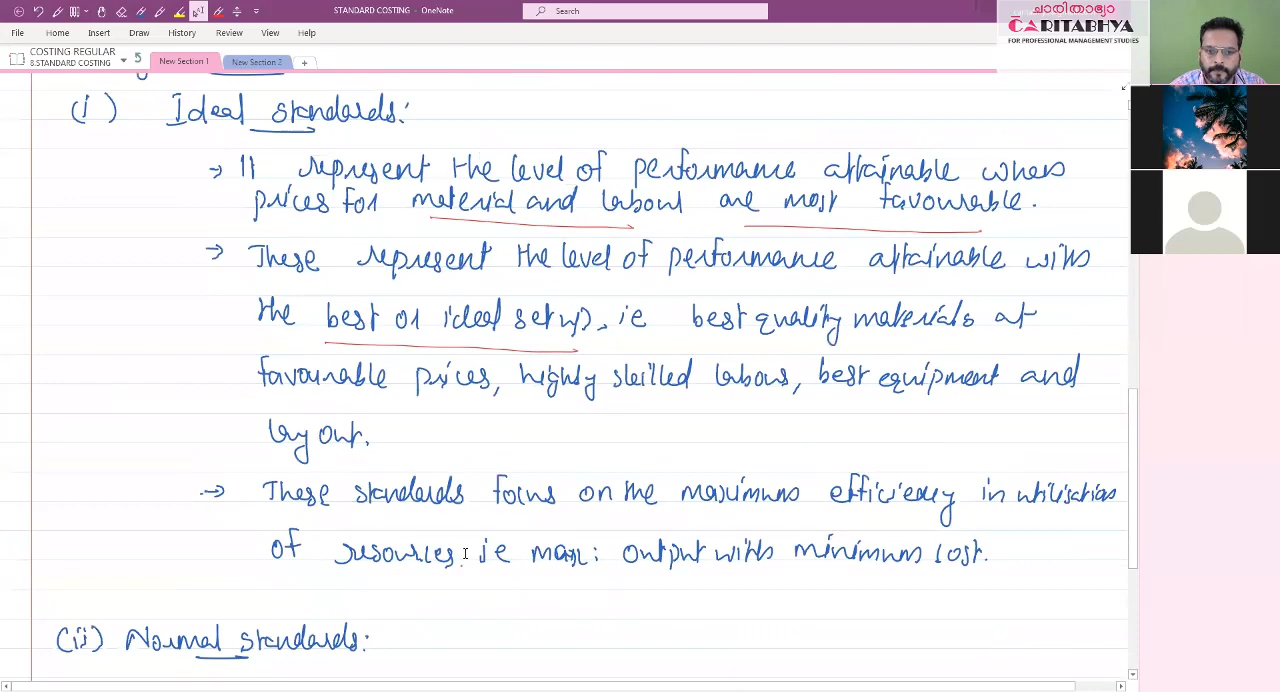 STANDARD COSTING - OneNote
Search
ചാരിതാഭ്യാ
CARITABHYA
FOR PROFESSIONAL MANAGEMENT STUDIES
File Home Insert Draw History Review View Help
COSTING REGULAR
8.STANDARD COSTING
5
New Section 1
New Section 2
+
(i) Ideal standards:
→ It represent the level of performance attainable when
prices for material and labour are most favourable.
→ These represent the level of performance attainable with
the best or ideal setup, ie best quality materials at
favourable prices, highly skilled labour, best equipment and
lay out.
→ These standards focus on the maximum efficiency in utilisation
of resources. ie max: output with minimum cost.
(ii) Normal standards: